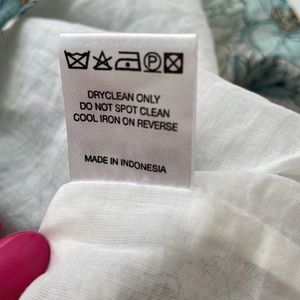 P
DRYCLEAN ONLY
DO NOT SPOT CLEAN
COOL IRON ON REVERSE
MADE IN INDONESIA